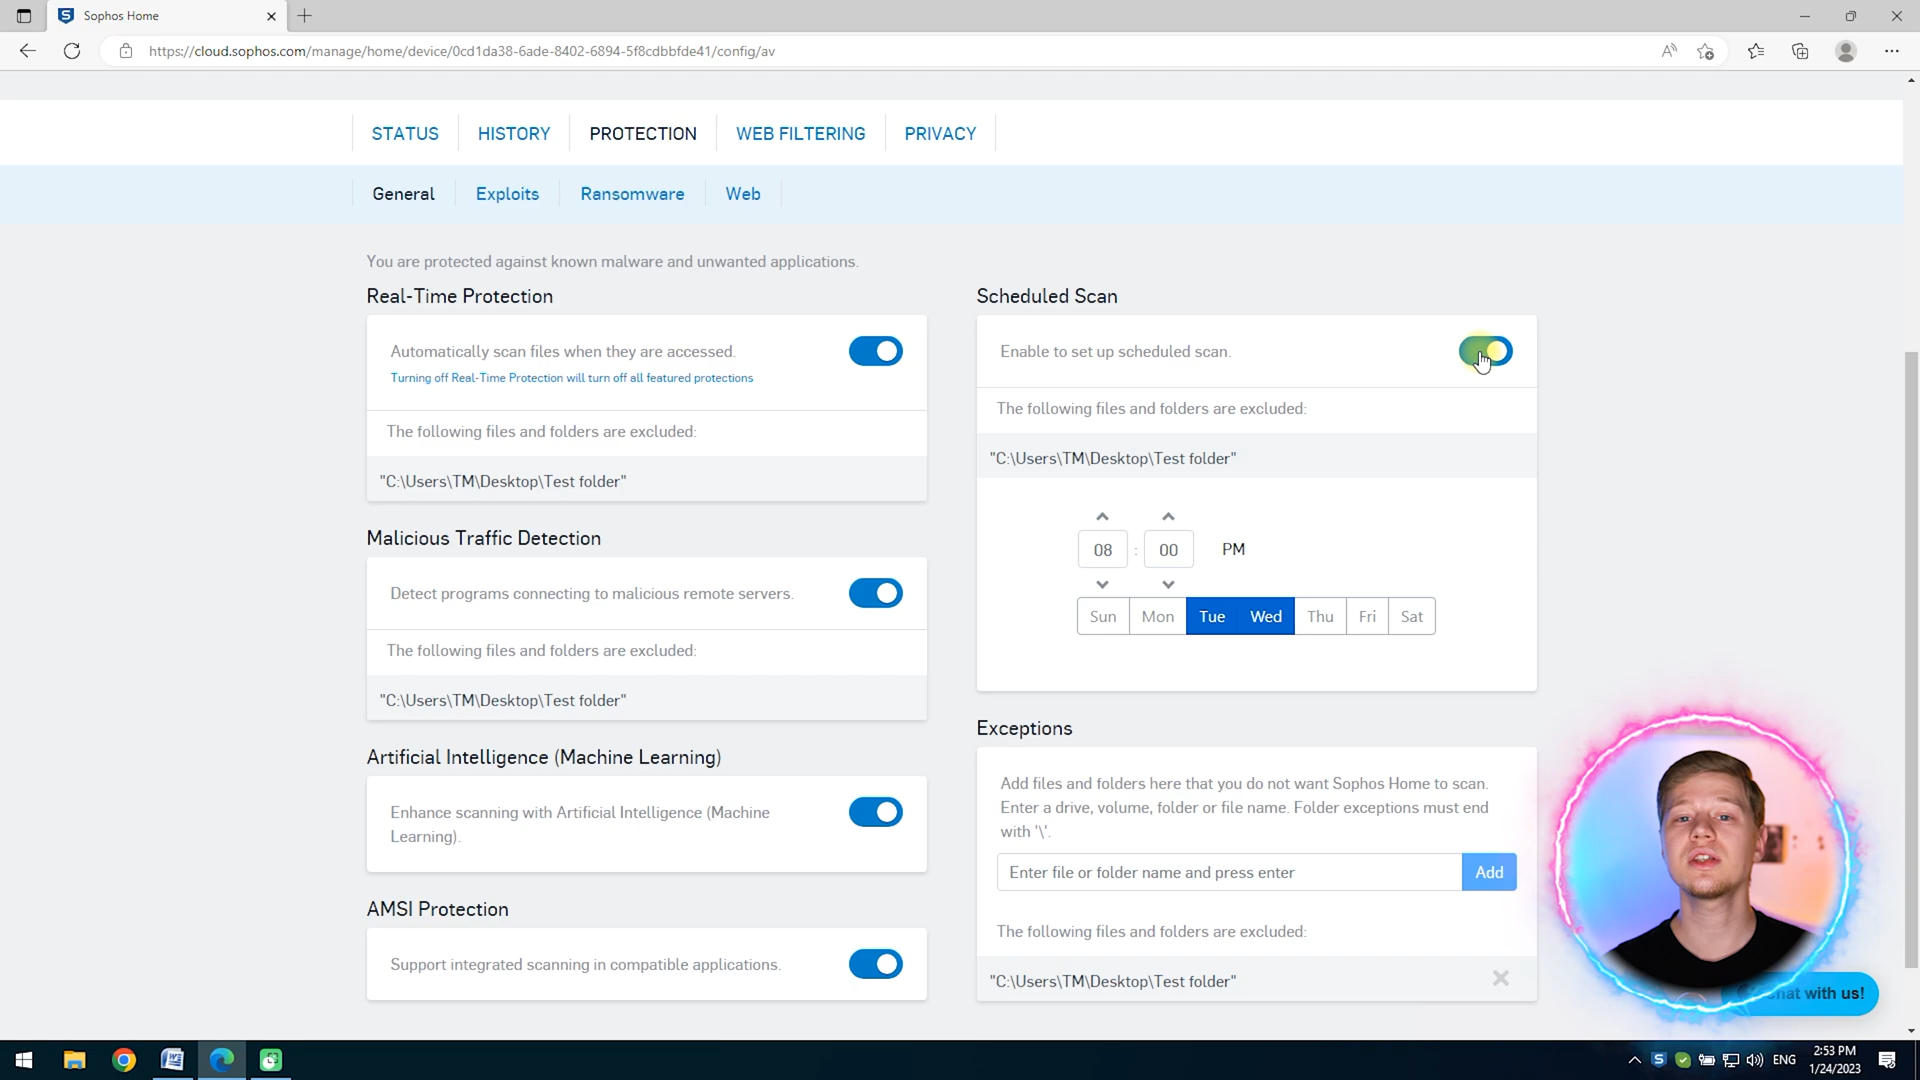 Sophos Home
https://cloud.sophos.com/manage/home/device/0cd1da38-6ade-8402-6894-5f8cdbbfde41/config/av
STATUS HISTORY PROTECTION WEB FILTERING PRIVACY
General Exploits Ransomware Web
You are protected against known malware and unwanted applications.
Real-Time Protection
Automatically scan files when they are accessed.
Turning off Real-Time Protection will turn off all featured protections
The following files and folders are excluded:
"C:\Users\TM\Desktop\Test folder"
Malicious Traffic Detection
Detect programs connecting to malicious remote servers.
The following files and folders are excluded:
"C:\Users\TM\Desktop\Test folder"
Artificial Intelligence (Machine Learning)
Enhance scanning with Artificial Intelligence (Machine
Learning).
AMSI Protection
Support integrated scanning in compatible applications.
Scheduled Scan
Enable to set up scheduled scan.
The following files and folders are excluded:
"C:\Users\TM\Desktop\Test folder"
08 : 00 PM
Sun Mon Tue Wed Thu Fri Sat
Exceptions
Add files and folders here that you do not want Sophos Home to scan.
Enter a drive, volume, folder or file name. Folder exceptions must end
with '\'.
Enter file or folder name and press enter Add
The following files and folders are excluded:
"C:\Users\TM\Desktop\Test folder"
with us!
ENG
2:53 PM
1/24/2023